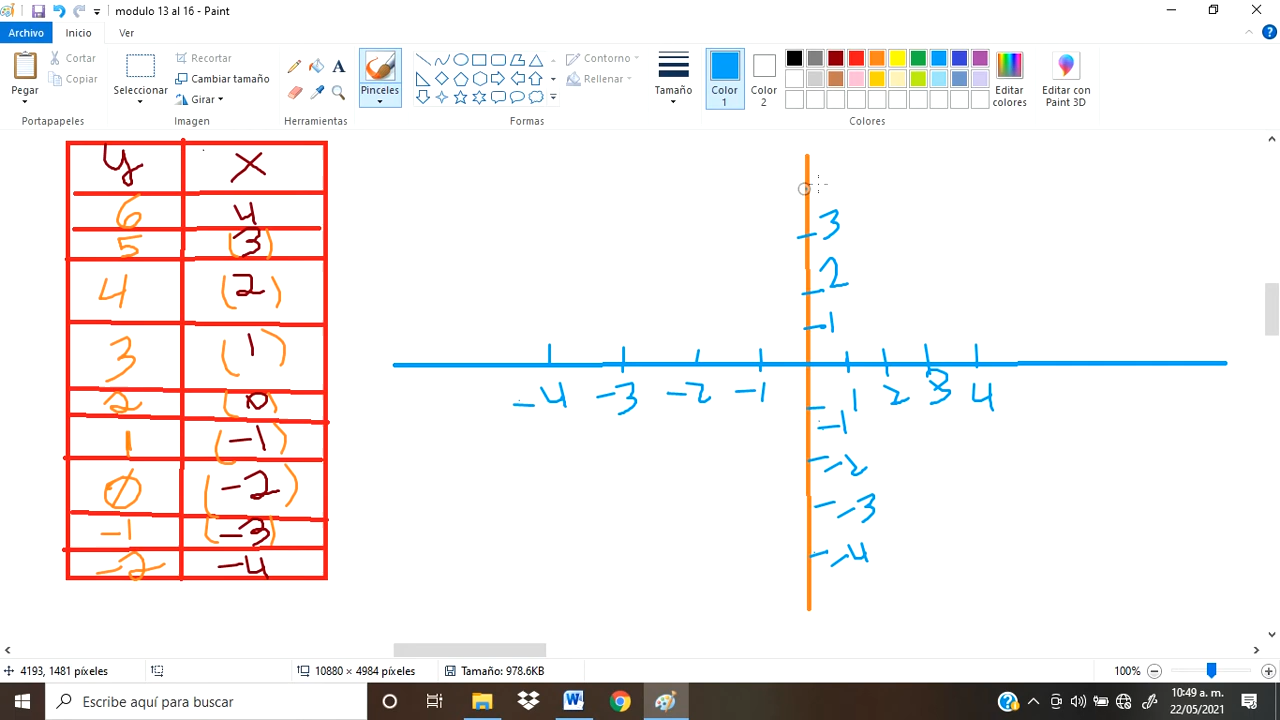 modulo 13 al 16 - Paint
Archivo Inicio Ver
Pegar
Cortar
Copiar
Portapapeles
Seleccionar
Recortar
Cambiar tamaño
Girar
Imagen
A
Herramientas
Pinceles
Contorno
Rellenar
Formas
Tamaño
Color 1
Color 2
Editar colores
Colores
Editar con Paint 3D
y x
6 4
5 (3)
4 (2)
3 (1)
2 (0)
1 (-1)
0 (-2)
-1 (-3)
-2 -4
3
2
1
-4 -3 -2 -1 1 2 3 4
-1
-2
-3
-4
4193, 1481 píxeles
10880 × 4984 píxeles
Tamaño: 978.6KB
100%
Escribe aquí para buscar
10:49 a. m.
22/05/2021